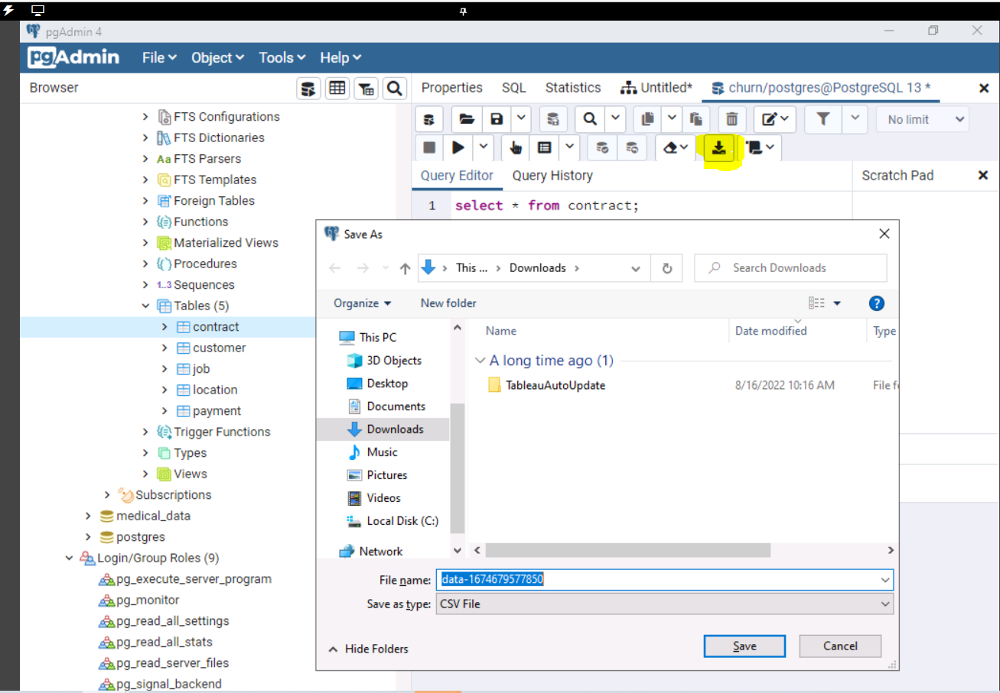 pgAdmin 4
pgAdmin File Object Tools Help
Browser
Properties SQL Statistics Untitled* churn/postgres@PostgreSQL 13 *
No limit
Query Editor Query History
Scratch Pad
1 select * from contract;
FTS Configurations
FTS Dictionaries
Aa FTS Parsers
FTS Templates
Foreign Tables
Functions
Materialized Views
Procedures
1..3 Sequences
Tables (5)
contract
customer
job
location
payment
Trigger Functions
Types
Views
Subscriptions
medical_data
postgres
Login/Group Roles (9)
pg_execute_server_program
pg_monitor
pg_read_all_settings
pg_read_all_stats
pg_read_server_files
pg_signal_backend
Save As
This ... Downloads
Search Downloads
Organize New folder
This PC
3D Objects
Desktop
Documents
Downloads
Music
Pictures
Videos
Local Disk (C:)
Network
Name Date modified Type
A long time ago (1)
TableauAutoUpdate 8/16/2022 10:16 AM File f
File name: data-1674679577850
Save as type: CSV File
Hide Folders
Save Cancel